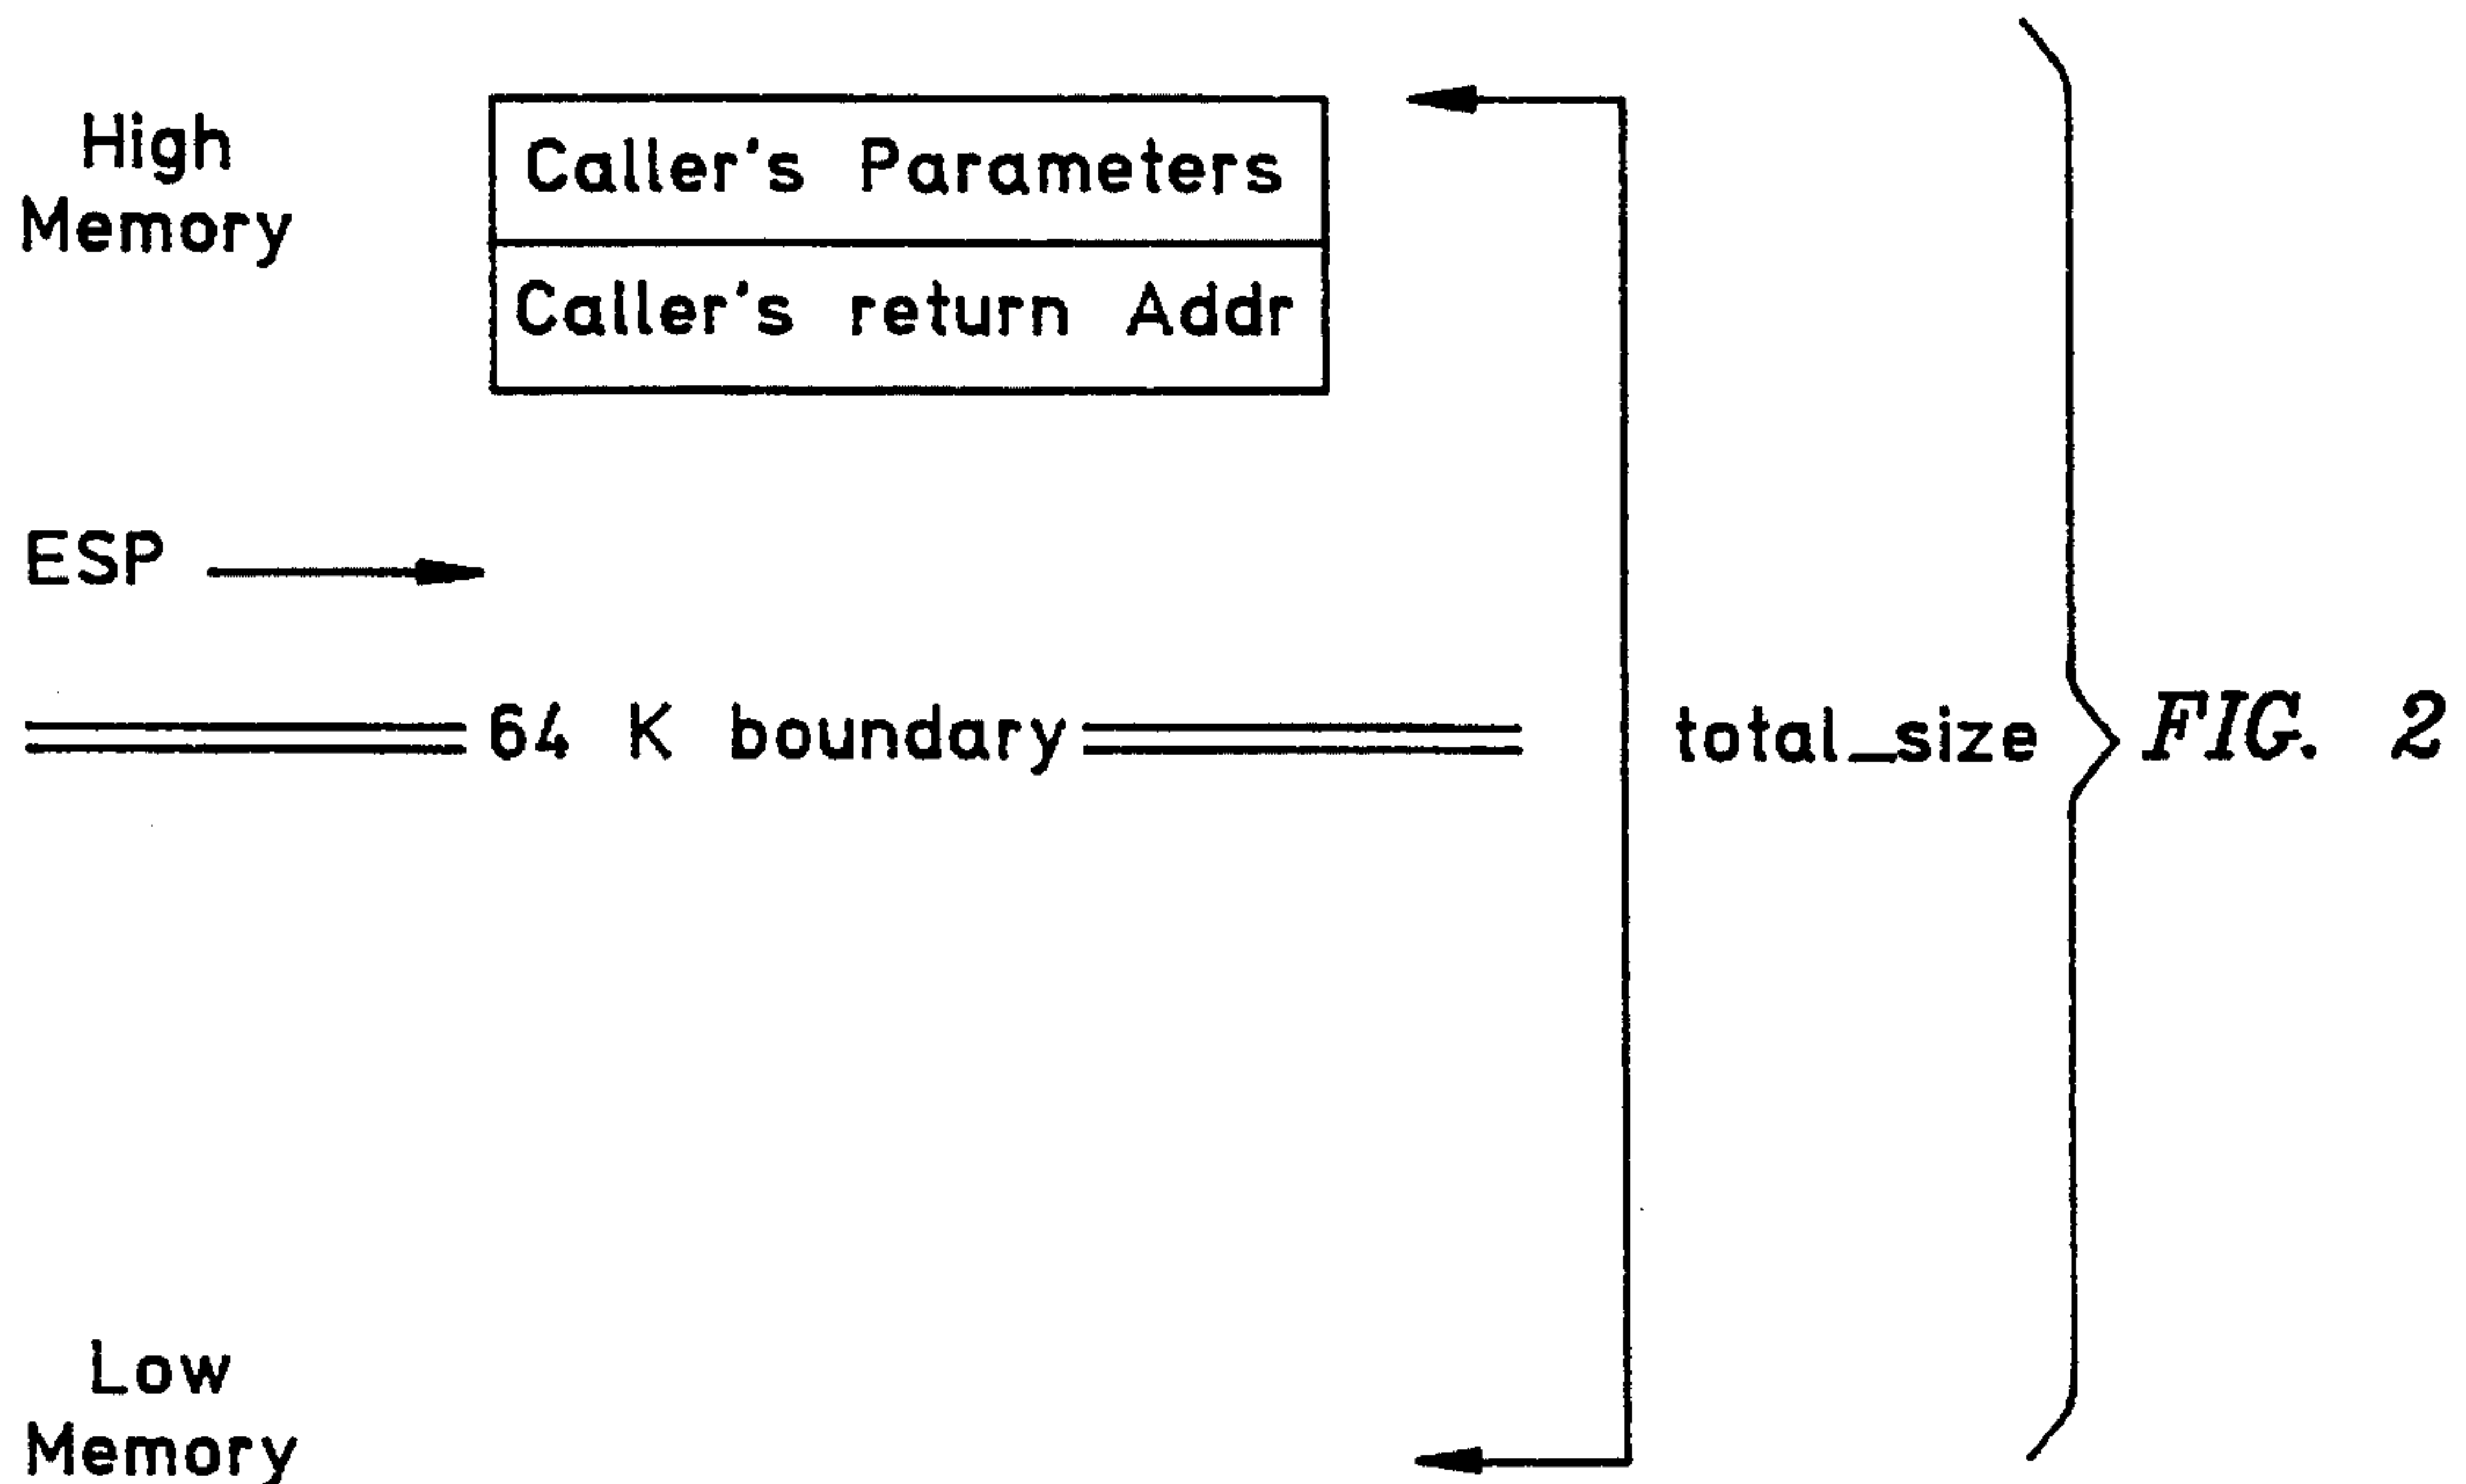 High
Memory
Caller's Parameters
Caller's return Addr
ESP
64 K boundary
total_size
FIG. 2
Low
Memory